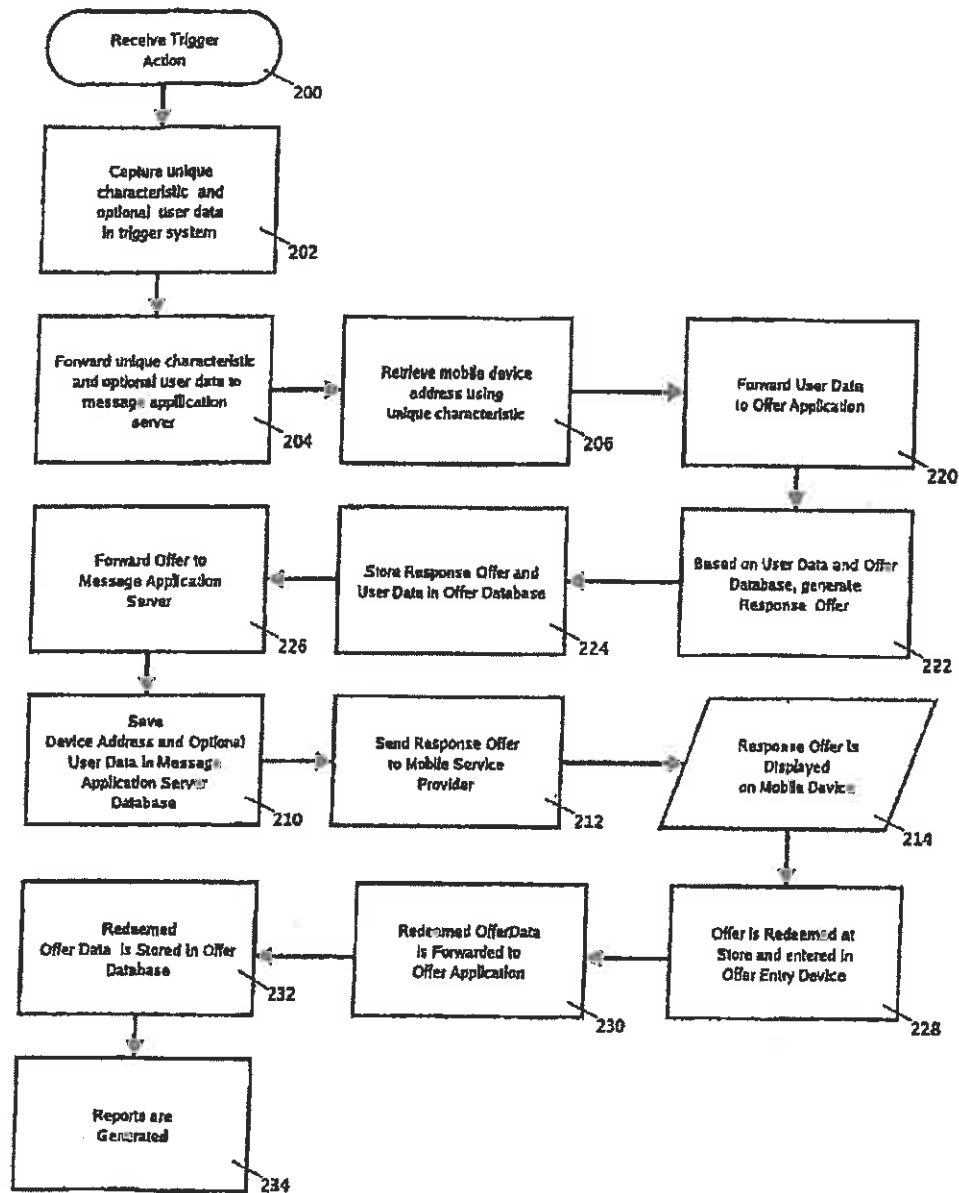 Receive Trigger
Action
200
Capture unique
characteristic and
optional user data
in trigger system
202
Forward unique characteristic
and optional user data to
message application
server
204
Retrieve mobile device
address using
unique characteristic
206
Forward User Data
to Offer Application
220
Based on User Data and Offer
Database, generate
Response Offer
222
Store Response Offer and
User Data in Offer Database
224
Forward Offer to
Message Application
Server
226
Save
Device Address and Optional
User Data in Message
Application Server
Database
210
Send Response Offer
to Mobile Service
Provider
212
Response Offer is
Displayed
on Mobile Device
214
Offer is Redeemed at
Store and entered in
Offer Entry Device
228
Redeemed OfferData
is Forwarded to
Offer Application
230
Redeemed
Offer Data is Stored in Offer
Database
232
Reports are
Generated
234